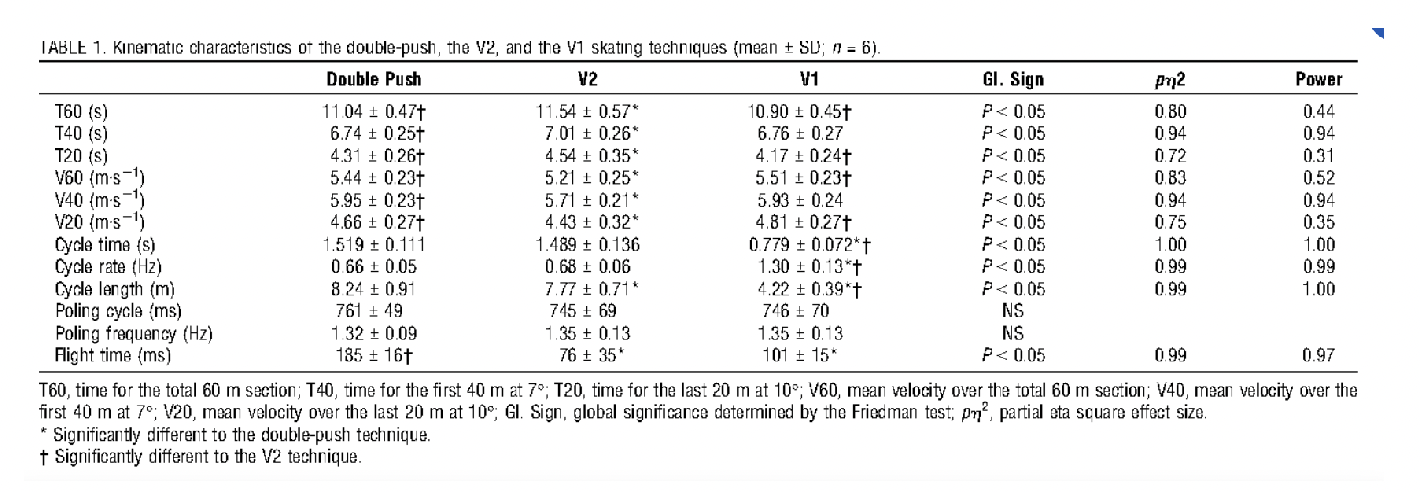 TABLE 1. Kinematic characteristics of the double-push, the V2, and the V1 skating techniques (mean ± SD; n = 6).
Double Push V2 V1 Gl. Sign pη2 Power
T60 (s) 11.04 ± 0.47† 11.54 ± 0.57* 10.90 ± 0.45† P < 0.05 0.80 0.44
T40 (s) 6.74 ± 0.25† 7.01 ± 0.26* 6.76 ± 0.27 P < 0.05 0.94 0.94
T20 (s) 4.31 ± 0.26† 4.54 ± 0.35* 4.17 ± 0.24† P < 0.05 0.72 0.31
V60 (m·s−1) 5.44 ± 0.23† 5.21 ± 0.25* 5.51 ± 0.23† P < 0.05 0.83 0.52
V40 (m·s−1) 5.95 ± 0.23† 5.71 ± 0.21* 5.93 ± 0.24 P < 0.05 0.94 0.94
V20 (m·s−1) 4.66 ± 0.27† 4.43 ± 0.32* 4.81 ± 0.27† P < 0.05 0.75 0.35
Cycle time (s) 1.519 ± 0.111 1.489 ± 0.136 0.779 ± 0.072*† P < 0.05 1.00 1.00
Cycle rate (Hz) 0.66 ± 0.05 0.68 ± 0.06 1.30 ± 0.13*† P < 0.05 0.99 0.99
Cycle length (m) 8.24 ± 0.91 7.77 ± 0.71* 4.22 ± 0.39*† P < 0.05 0.99 1.00
Poling cycle (ms) 761 ± 49 745 ± 69 746 ± 70 NS
Poling frequency (Hz) 1.32 ± 0.09 1.35 ± 0.13 1.35 ± 0.13 NS
Flight time (ms) 185 ± 16† 76 ± 35* 101 ± 15* P < 0.05 0.99 0.97
T60, time for the total 60 m section; T40, time for the first 40 m at 7°; T20, time for the last 20 m at 10°; V60, mean velocity over the total 60 m section; V40, mean velocity over the
first 40 m at 7°; V20, mean velocity over the last 20 m at 10°; Gl. Sign, global significance determined by the Friedman test; pη2, partial eta square effect size.
* Significantly different to the double-push technique.
† Significantly different to the V2 technique.